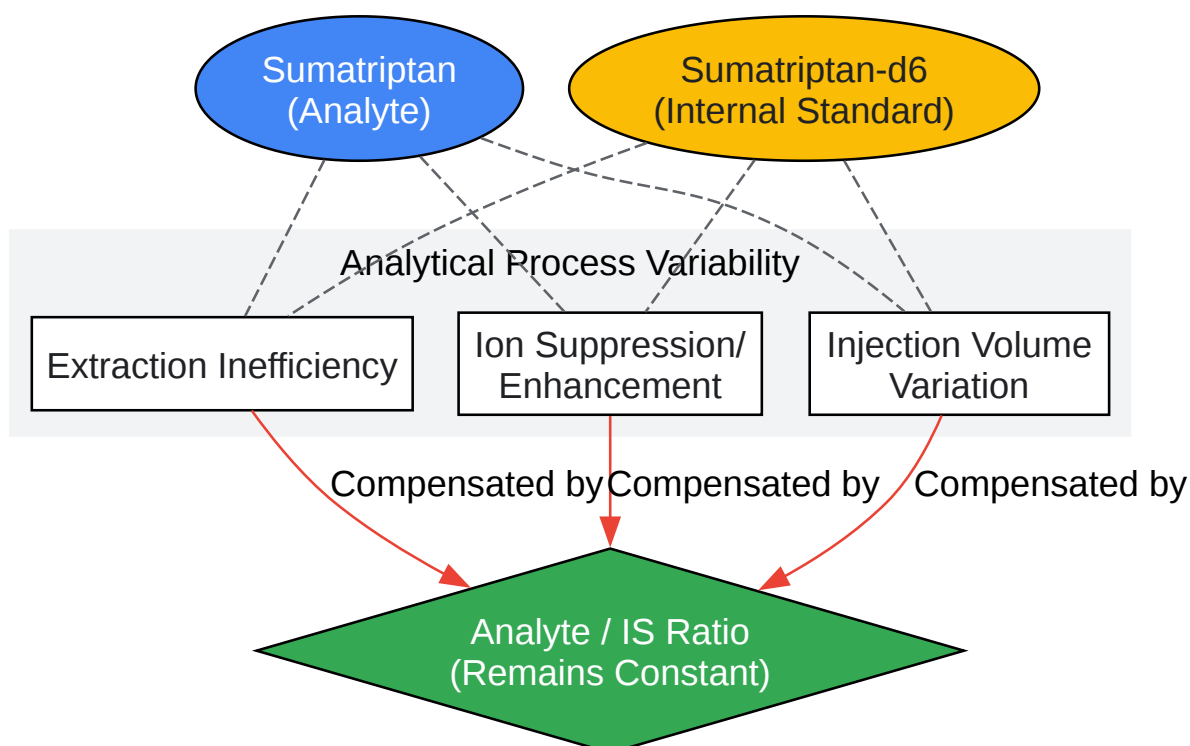 Sumatriptan
(Analyte)
Sumatriptan-d6
(Internal Standard)
Analytical Process Variability
Extraction Inefficiency
Ion Suppression/
Enhancement
Injection Volume
Variation
Compensated by
Compensated by
Compensated by
Analyte / IS Ratio
(Remains Constant)